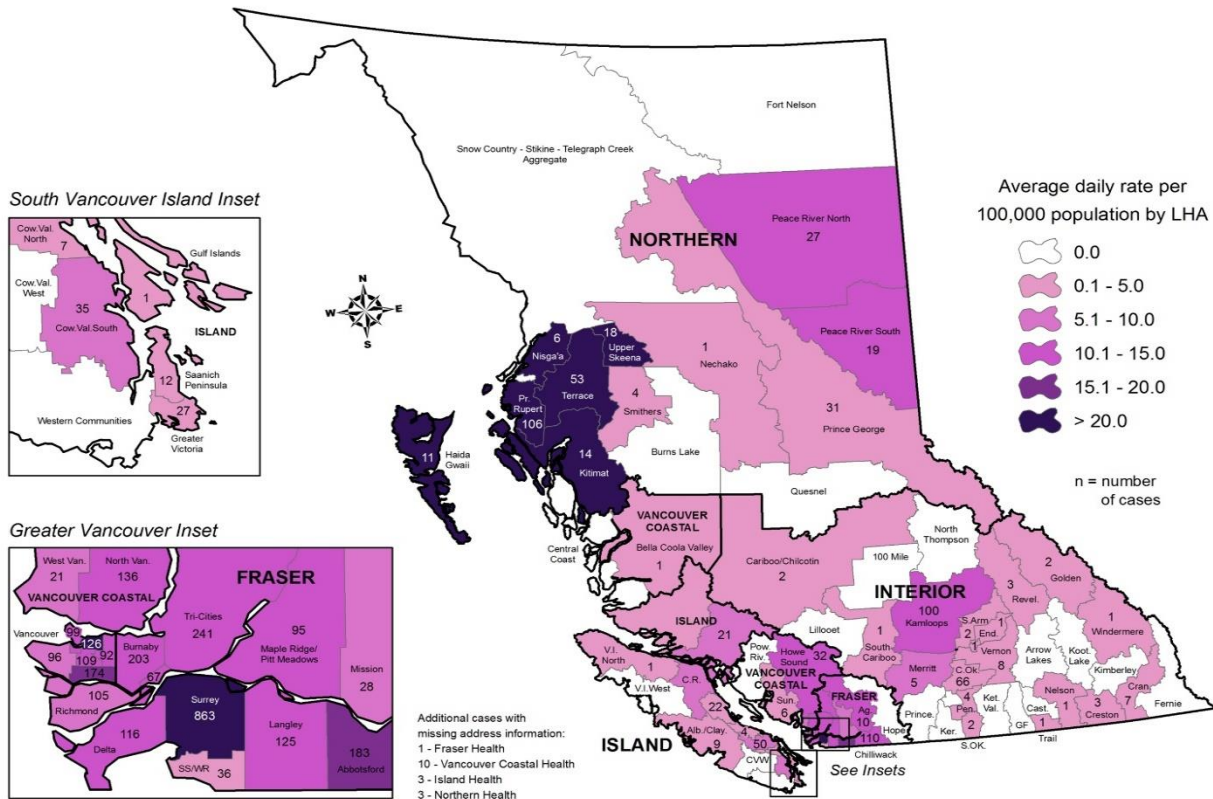 Fort Nelson
Snow Country - Stikine - Telegraph Creek
Aggregate
Peace River North
27
NORTHERN
Peace River South
19
6
Nisga'a
18
Upper
Skeena
1
Nechako
53
Terrace
Pr.
Rupert
106
4
Smithers
31
Prince George
11
Haida
Gwaii
14
Kitimat
Burns Lake
Quesnel
VANCOUVER
COASTAL
Central
Coast
Bella Coola Valley
1
Cariboo/Chilcotin
2
100 Mile
North
Thompson
INTERIOR
100
Kamloops
3
Revel.
2
Golden
1
Windermere
ISLAND
21
Lillooet
1
South
Cariboo
S.Arm
2
1
End.
1
Vernon
8
Arrow
Lakes
Koot.
Lake
Kimberley
V.I.
North
1
Pow.
Riv.
Howe
Sound
32
Merritt
5
C.Ok.
66
V.I.West
C.R.
VANCOUVER
COASTAL
FRASER
22
Sun.
6
Ag.
10
Hope
Prince.
4
Pen.
Ket.
Val.
Nelson
1
Cran.
7
Fernie
3
Creston
Cast.
Ker.
2
S.OK.
GF
1
Trail
Alb./Clay.
9
4
50
CVW
110
Chilliwack
ISLAND
See Insets
N
W
E
S
Average daily rate per
100,000 population by LHA
0.0
0.1 - 5.0
5.1 - 10.0
10.1 - 15.0
15.1 - 20.0
> 20.0
n = number
of cases
South Vancouver Island Inset
Cow.Val.
North
7
Gulf Islands
Cow.Val.
West
35
Cow.Val.South
1
ISLAND
12
Saanich
Peninsula
27
Western Communities
Greater
Victoria
Greater Vancouver Inset
West Van.
21
North Van.
136
FRASER
VANCOUVER COASTAL
Tri-Cities
241
95
Maple Ridge/
Pitt Meadows
Vancouver
99
126
Burnaby
203
96
109
92
174
67
Mission
28
105
Richmond
Surrey
863
116
Delta
Langley
125
183
Abbotsford
SS/WR
36
Additional cases with
missing address information:
1 - Fraser Health
10 - Vancouver Coastal Health
3 - Island Health
3 - Northern Health